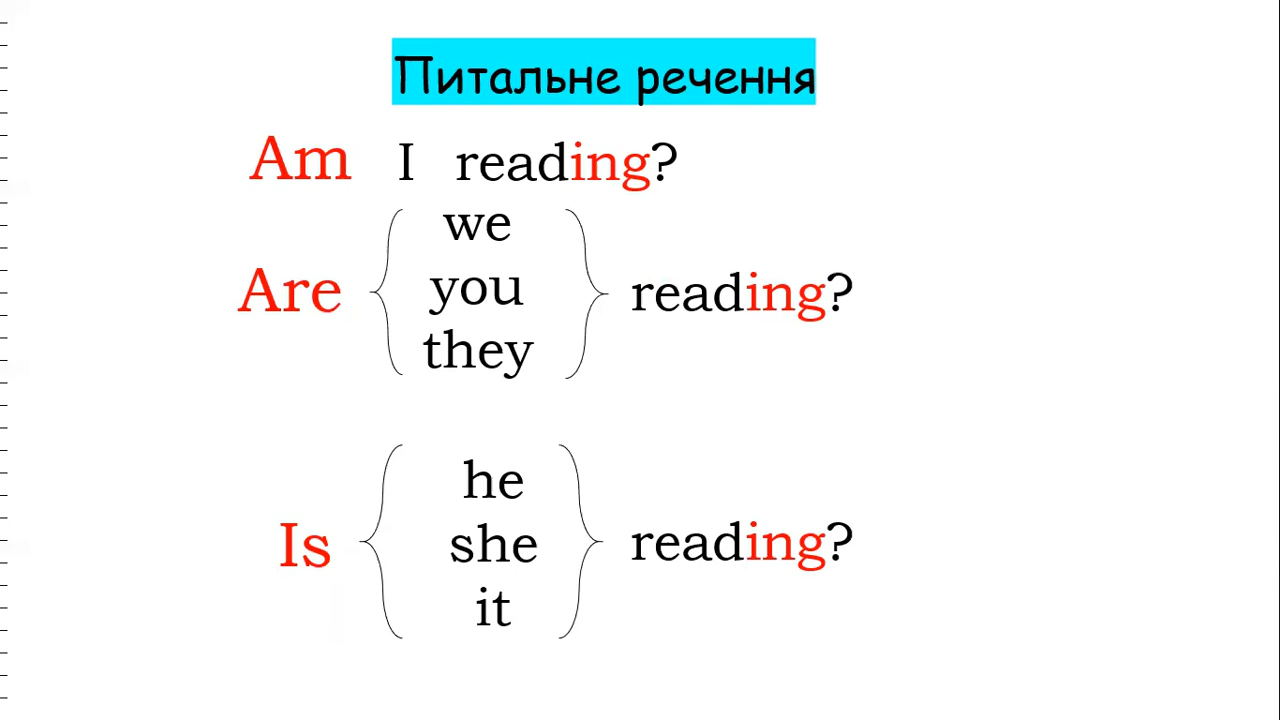 Питальне речення
Am I reading?
we
you
they
Are reading?
he
she
it
Is reading?